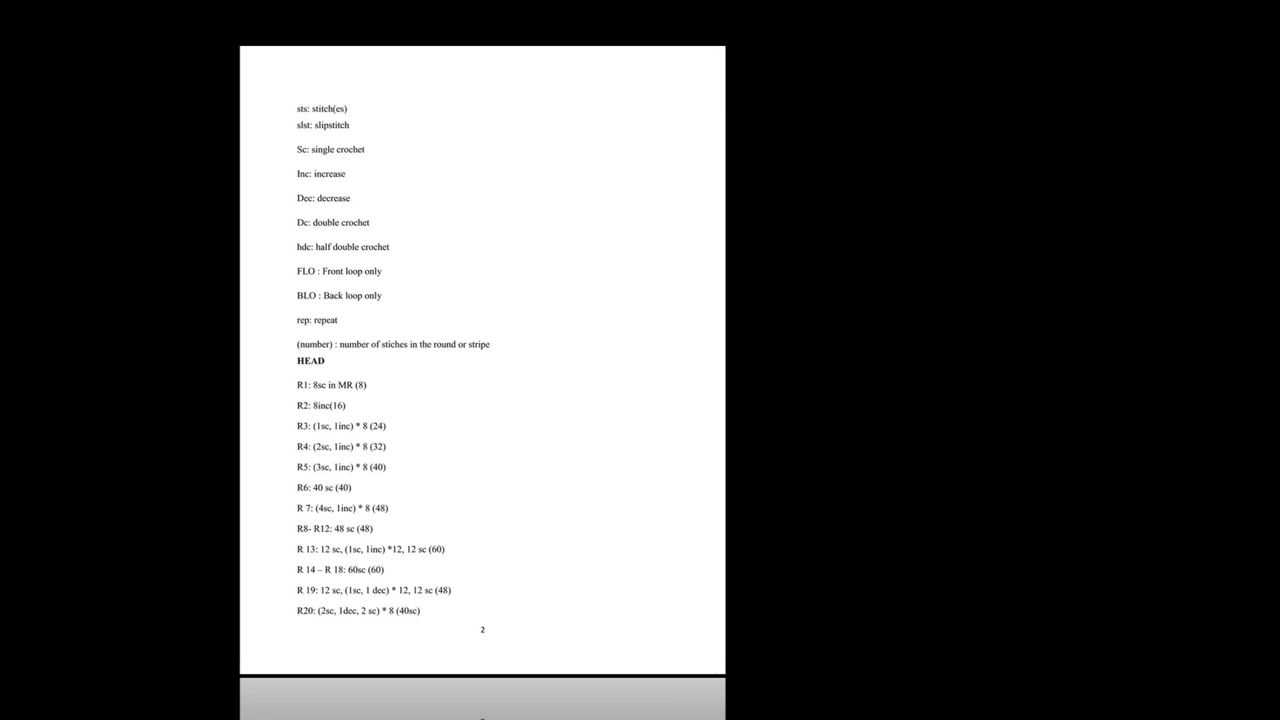 sts: stitch(es)
slst: slipstitch
Sc: single crochet
Inc: increase
Dec: decrease
Dc: double crochet
hdc: half double crochet
FLO : Front loop only
BLO : Back loop only
rep: repeat
(number) : number of stiches in the round or stripe
HEAD
R1: 8sc in MR (8)
R2: 8inc(16)
R3: (1sc, 1inc) * 8 (24)
R4: (2sc, 1inc) * 8 (32)
R5: (3sc, 1inc) * 8 (40)
R6: 40 sc (40)
R 7: (4sc, 1inc) * 8 (48)
R8- R12: 48 sc (48)
R 13: 12 sc, (1sc, 1inc) *12, 12 sc (60)
R 14 – R 18: 60sc (60)
R 19: 12 sc, (1sc, 1 dec) * 12, 12 sc (48)
R20: (2sc, 1dec, 2 sc) * 8 (40sc)
2